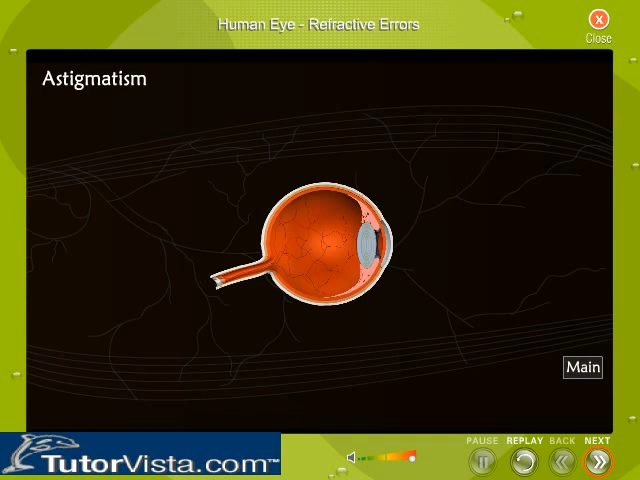 Human Eye - Refractive Errors
X
Close
Astigmatism
Main
PAUSE REPLAY BACK NEXT
TutorVista.com™